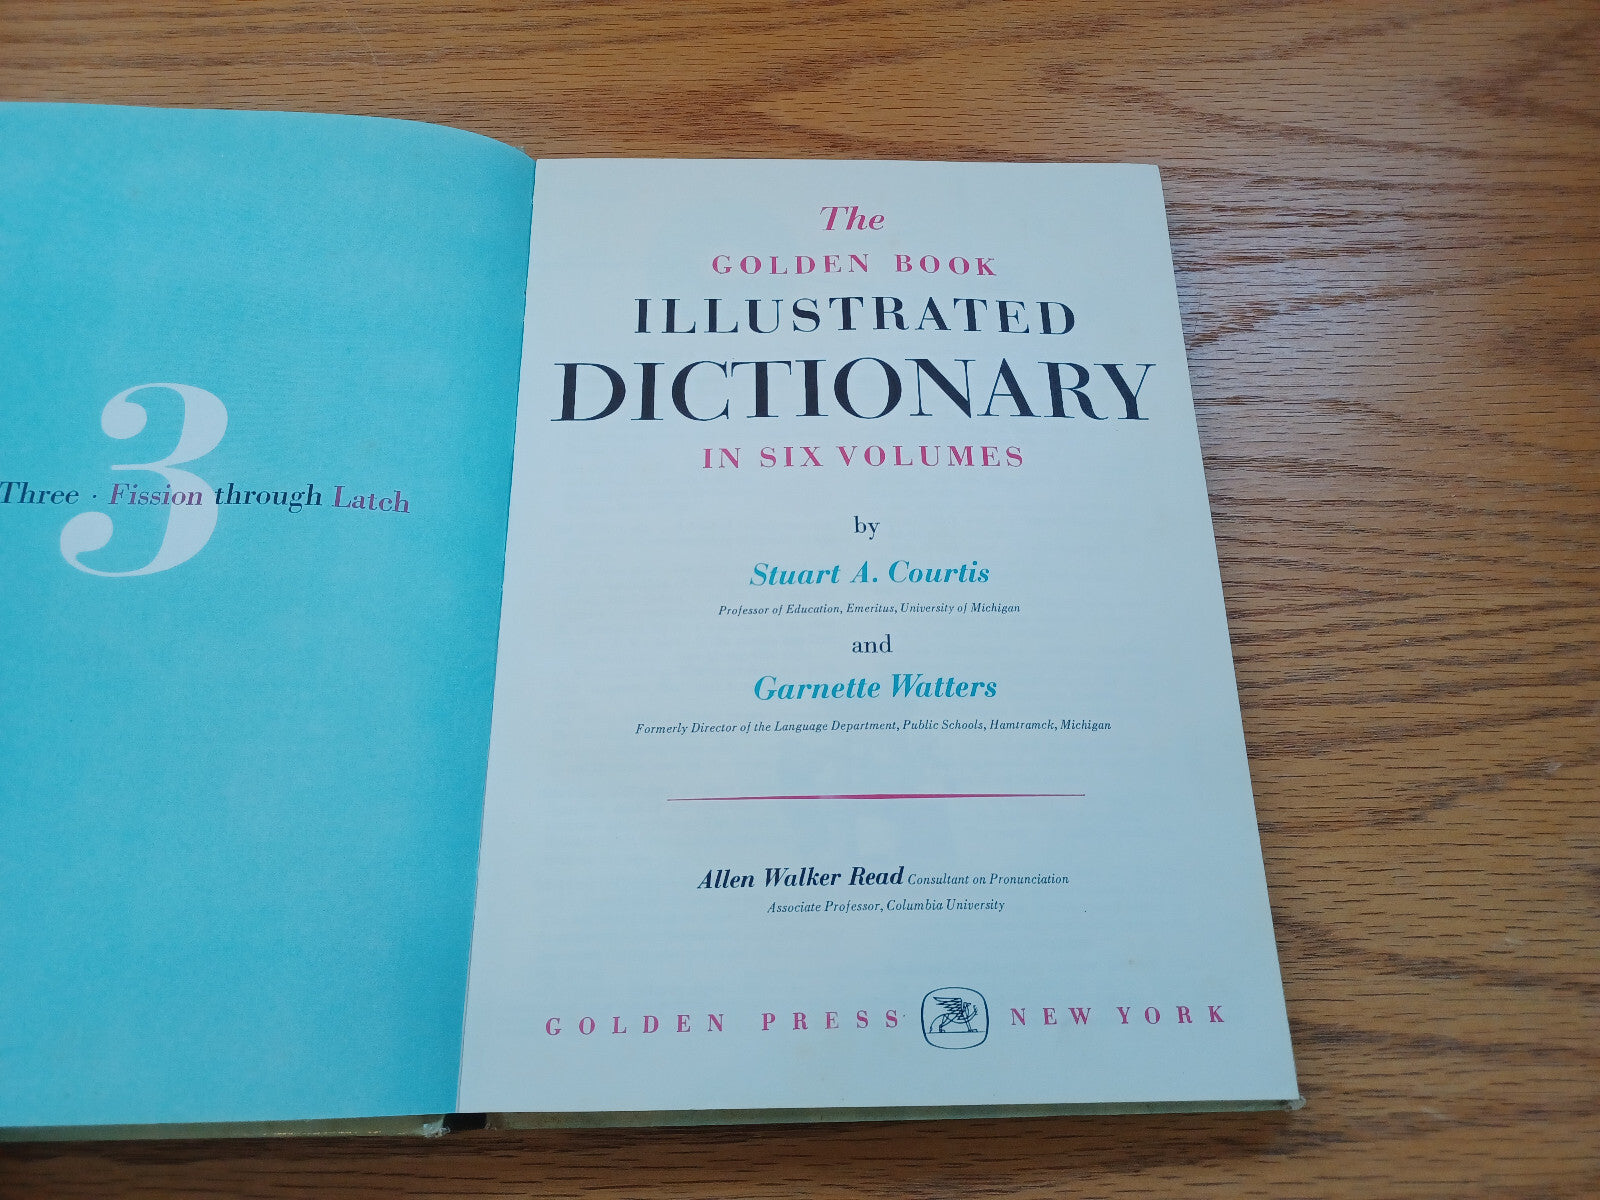 3
Three · Fission through Latch
The
GOLDEN BOOK
ILLUSTRATED
DICTIONARY
IN SIX VOLUMES
by
Stuart A. Courtis
Professor of Education, Emeritus, University of Michigan
and
Garnette Watters
Formerly Director of the Language Department, Public Schools, Hamtramck, Michigan
Allen Walker Read Consultant on Pronunciation
Associate Professor, Columbia University
GOLDEN PRESS NEW YORK